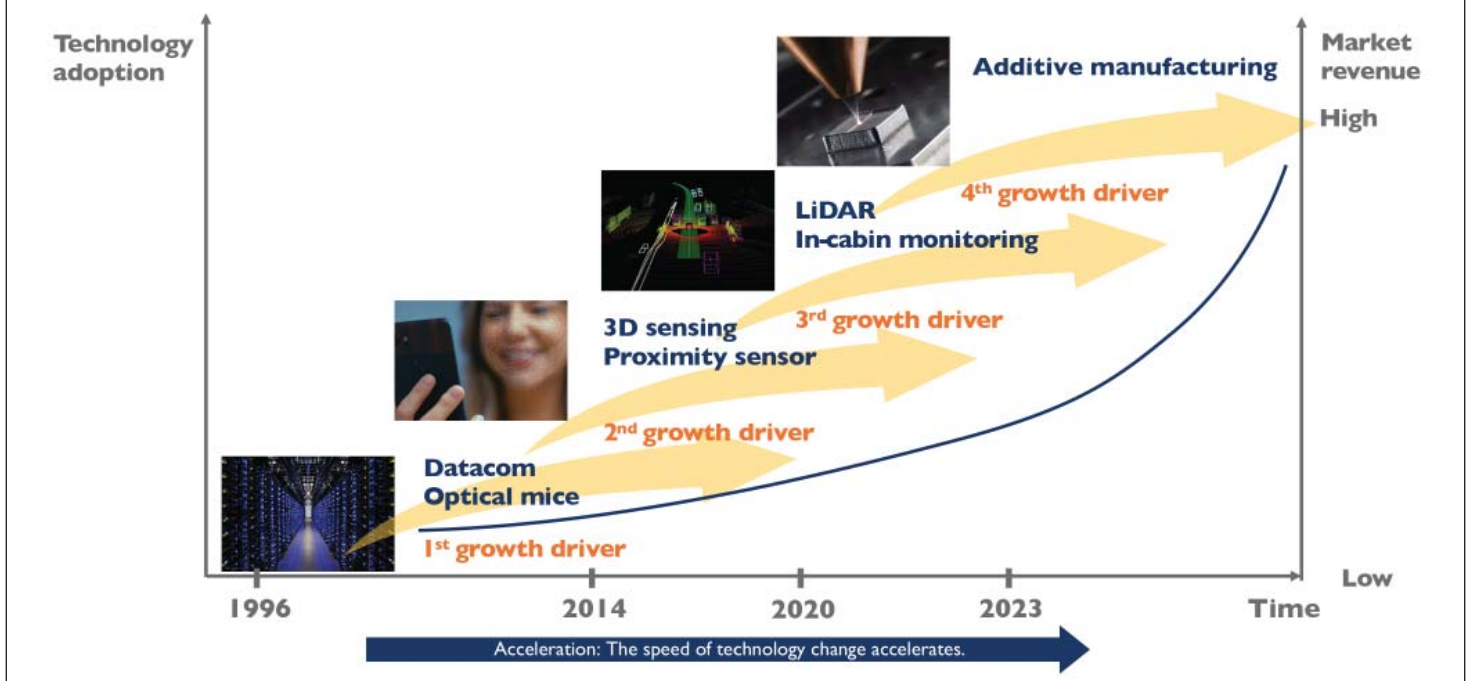 Technology
adoption
Market
revenue
High
Additive manufacturing
4th growth driver
LiDAR
In-cabin monitoring
3rd growth driver
3D sensing
Proximity sensor
2nd growth driver
Datacom
Optical mice
1st growth driver
Low
1996
2014
2020
2023
Time
Acceleration: The speed of technology change accelerates.